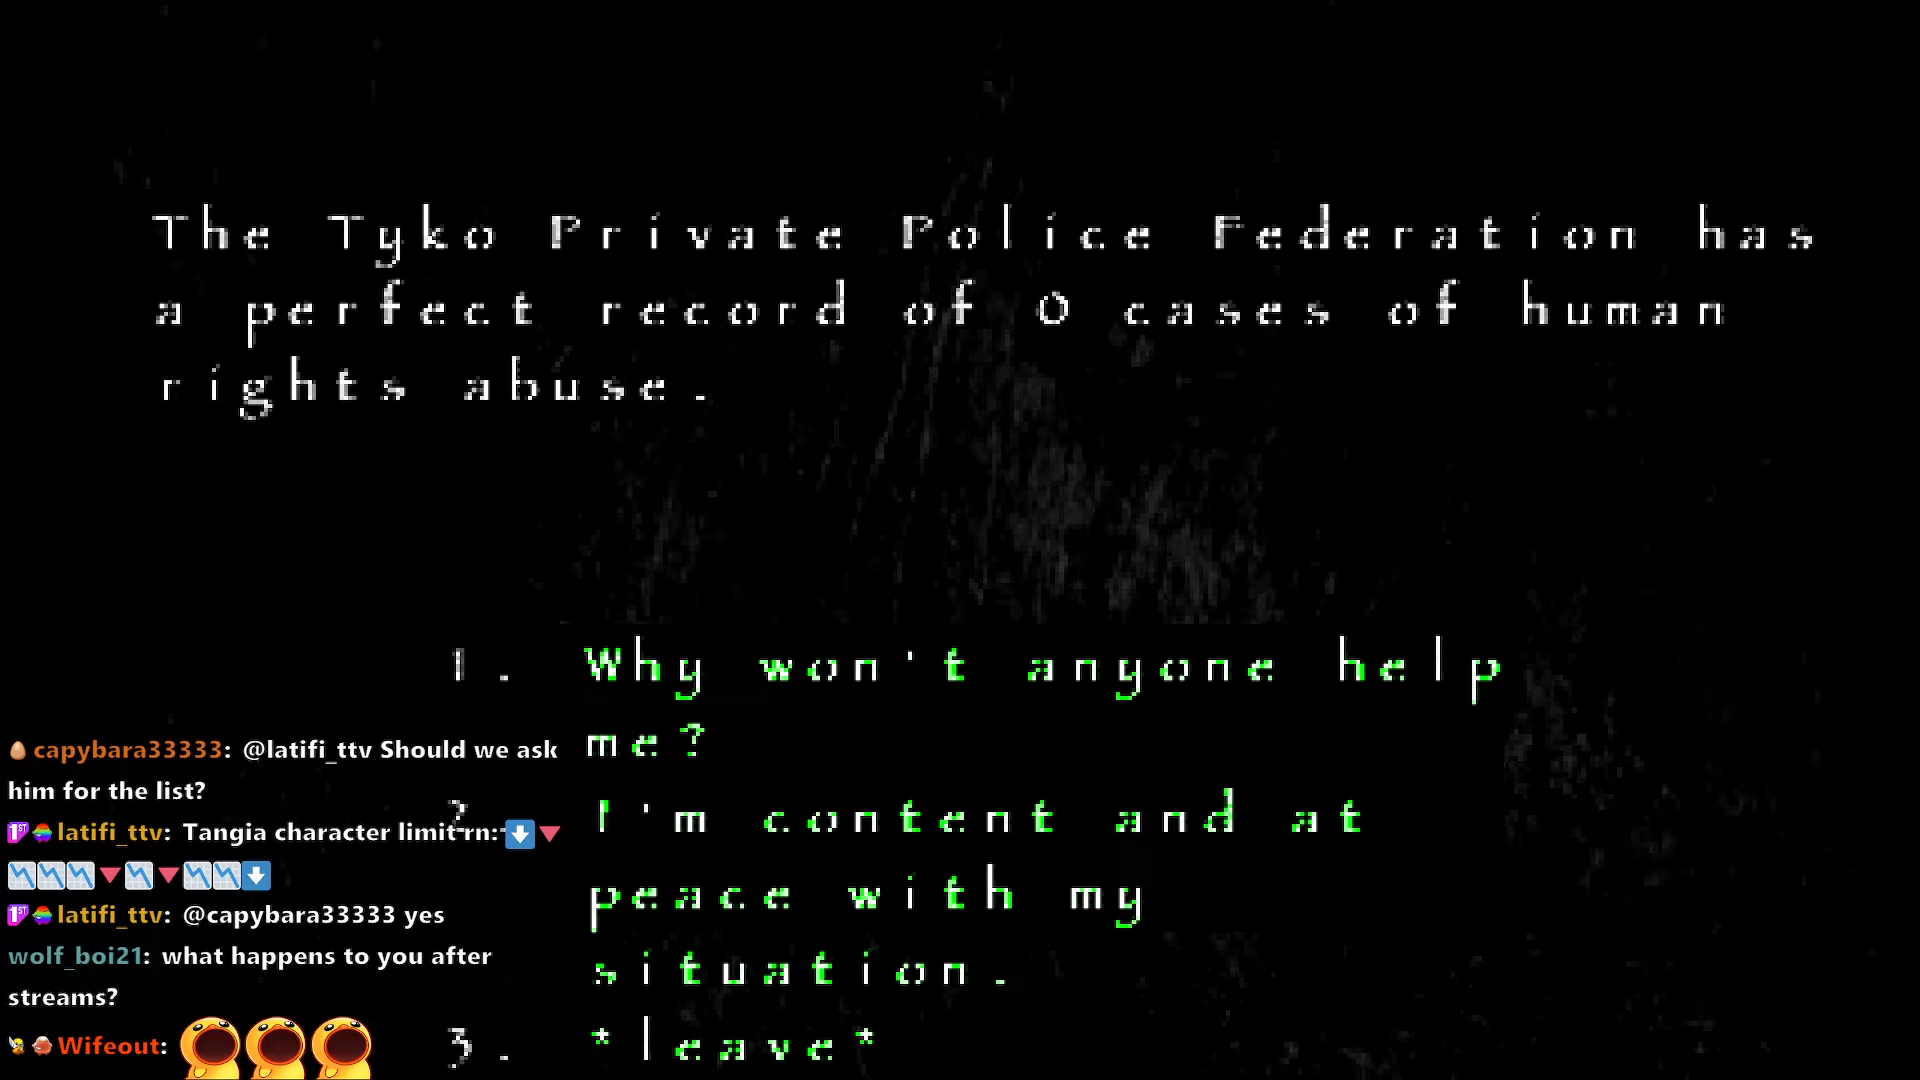 The Tyko Private Police Federation has
a perfect record of 0 cases of human
rights abuse.
1. Why won't anyone help
me?
2. I'm content and at
peace with my
situation.
3. *leave*
capybara33333: @latifi_ttv Should we ask
him for the list?
1ST latifi_ttv: Tangia character limit rn:
1ST latifi_ttv: @capybara33333 yes
wolf_boi21: what happens to you after
streams?
Wifeout: